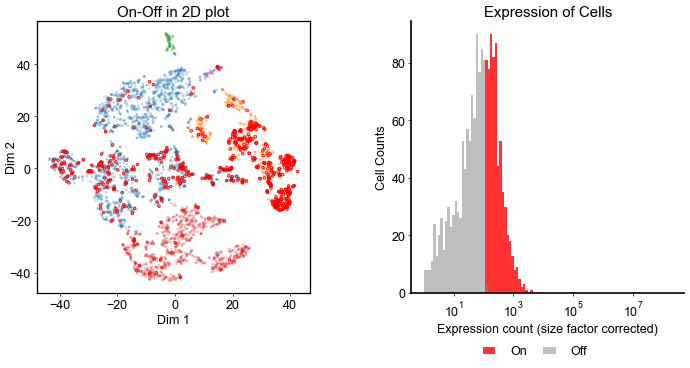 On-Off in 2D plot
40
20
0
−20
−40
Dim 2
−40 −20 0 20 40
Dim 1
Expression of Cells
80
60
40
20
0
Cell Counts
10^1 10^3 10^5 10^7
Expression count (size factor corrected)
On Off